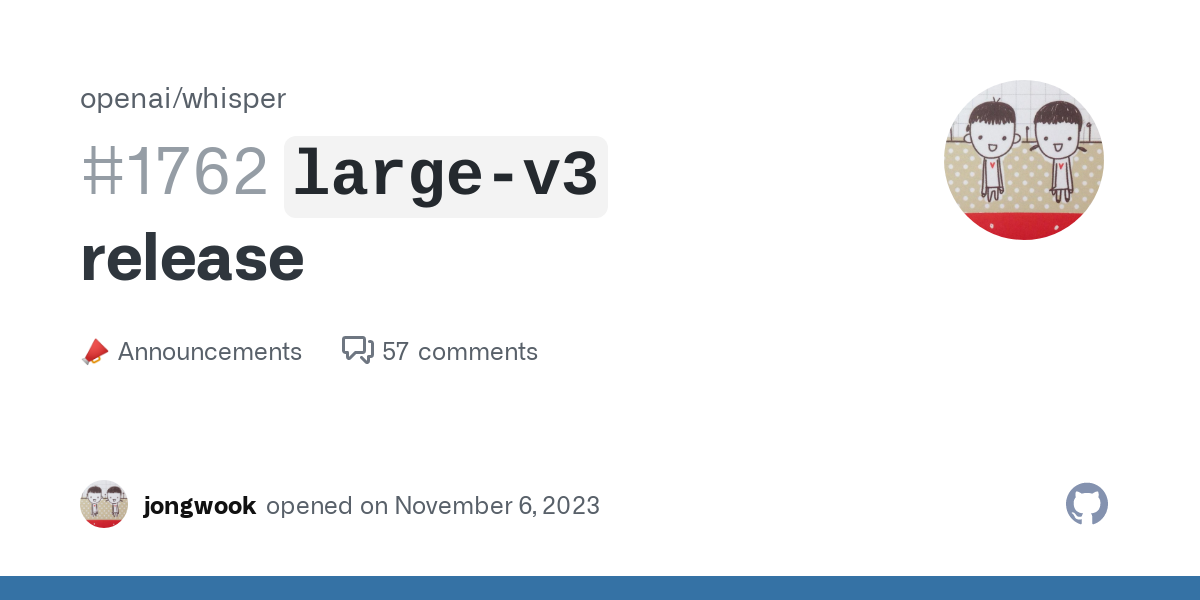 openai/whisper
#1762 large-v3
release
Announcements 57 comments
jongwook opened on November 6, 2023